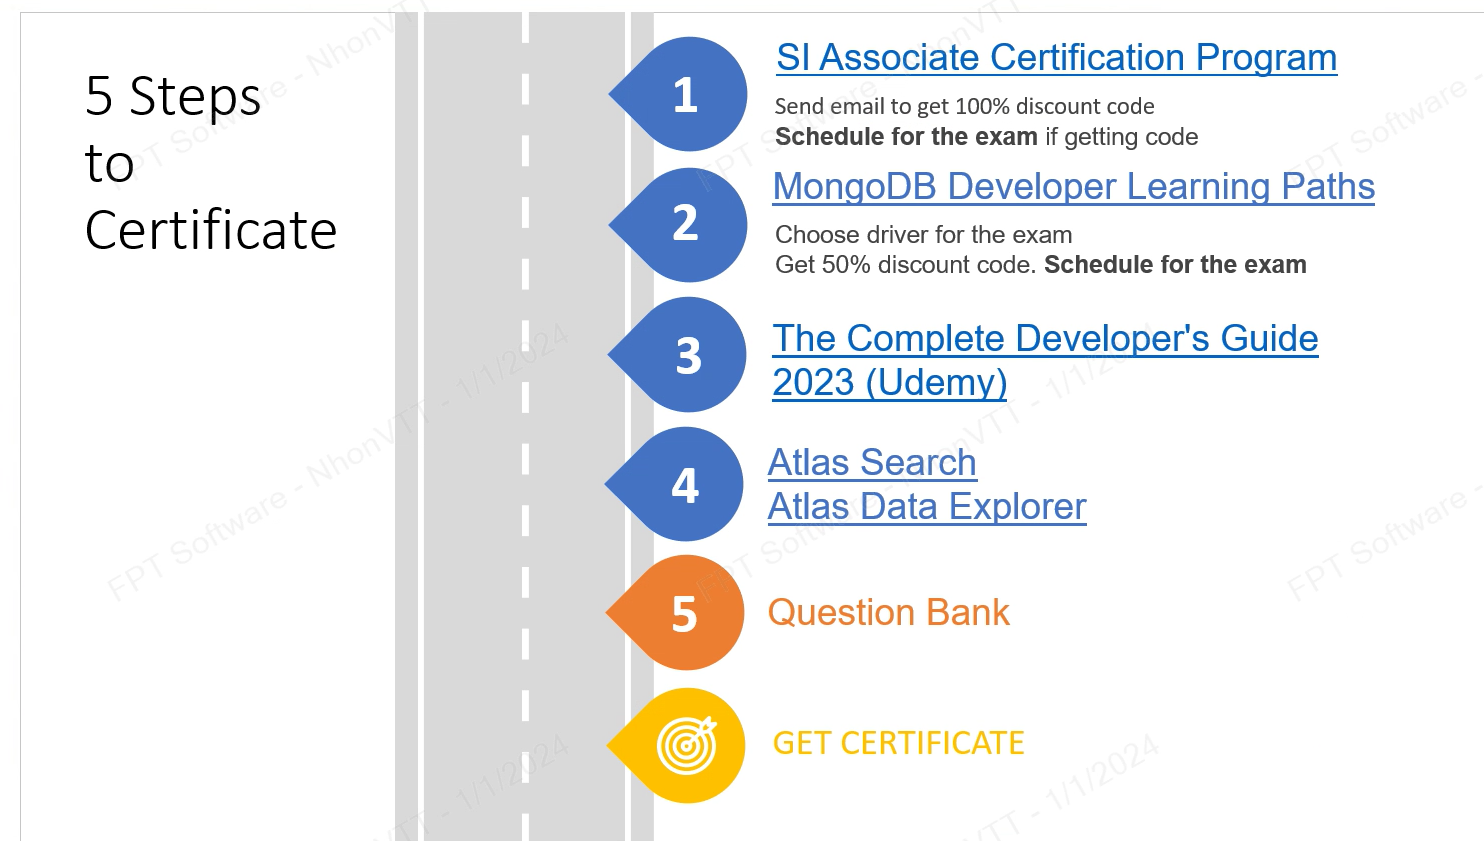 5 Steps
to
Certificate
1
SI Associate Certification Program
Send email to get 100% discount code
Schedule for the exam if getting code
2
MongoDB Developer Learning Paths
Choose driver for the exam
Get 50% discount code. Schedule for the exam
3
The Complete Developer's Guide
2023 (Udemy)
4
Atlas Search
Atlas Data Explorer
5
Question Bank
GET CERTIFICATE
FPT Software - NhonVTT - 1/1/2024